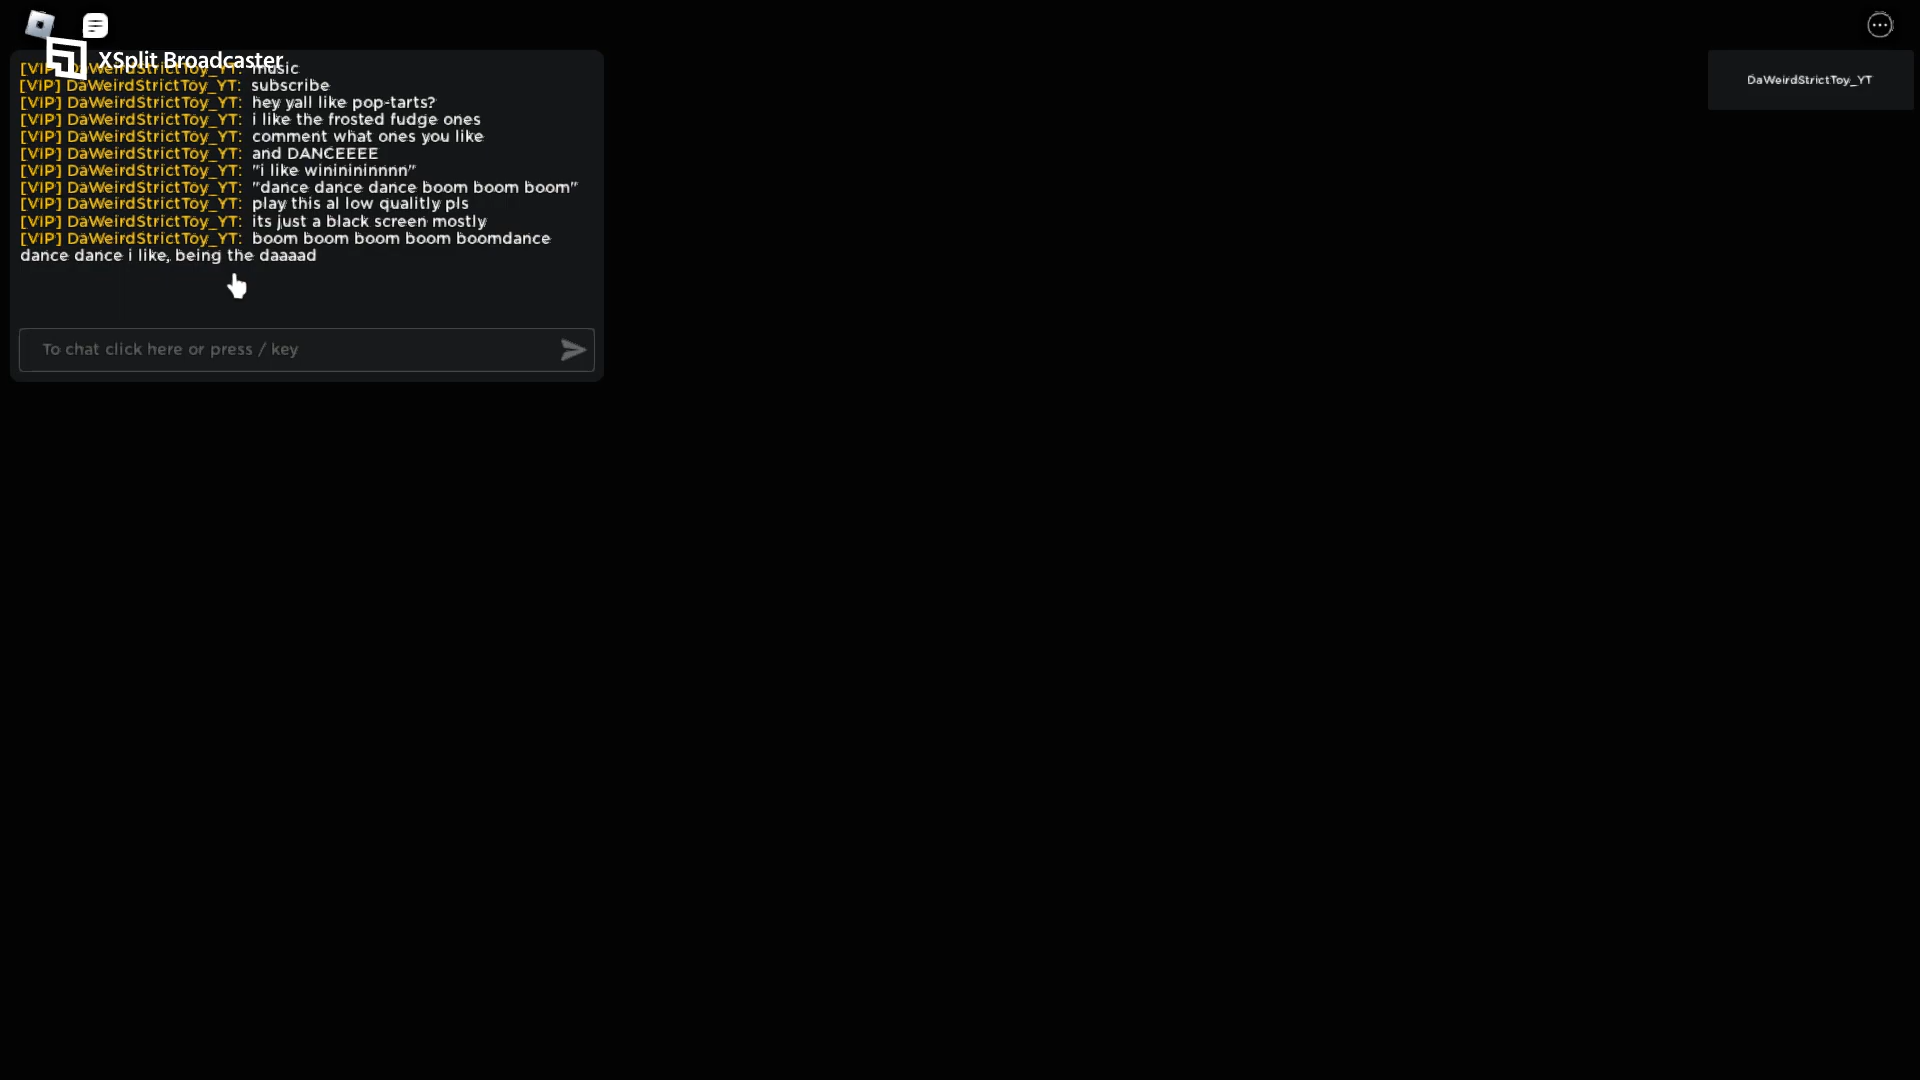 XSplit Broadcaster
DaWeirdStrictToy_YT
[VIP] DaWeirdStrictToy_YT: music
[VIP] DaWeirdStrictToy_YT: subscribe
[VIP] DaWeirdStrictToy_YT: hey yall like pop-tarts?
[VIP] DaWeirdStrictToy_YT: i like the frosted fudge ones
[VIP] DaWeirdStrictToy_YT: comment what ones you like
[VIP] DaWeirdStrictToy_YT: and DANCEEEE
[VIP] DaWeirdStrictToy_YT: "i like wininininnnn"
[VIP] DaWeirdStrictToy_YT: "dance dance dance boom boom boom"
[VIP] DaWeirdStrictToy_YT: play this al low qualitly pls
[VIP] DaWeirdStrictToy_YT: its just a black screen mostly
[VIP] DaWeirdStrictToy_YT: boom boom boom boom boomdance
dance dance i like, being the daaaad
To chat click here or press / key